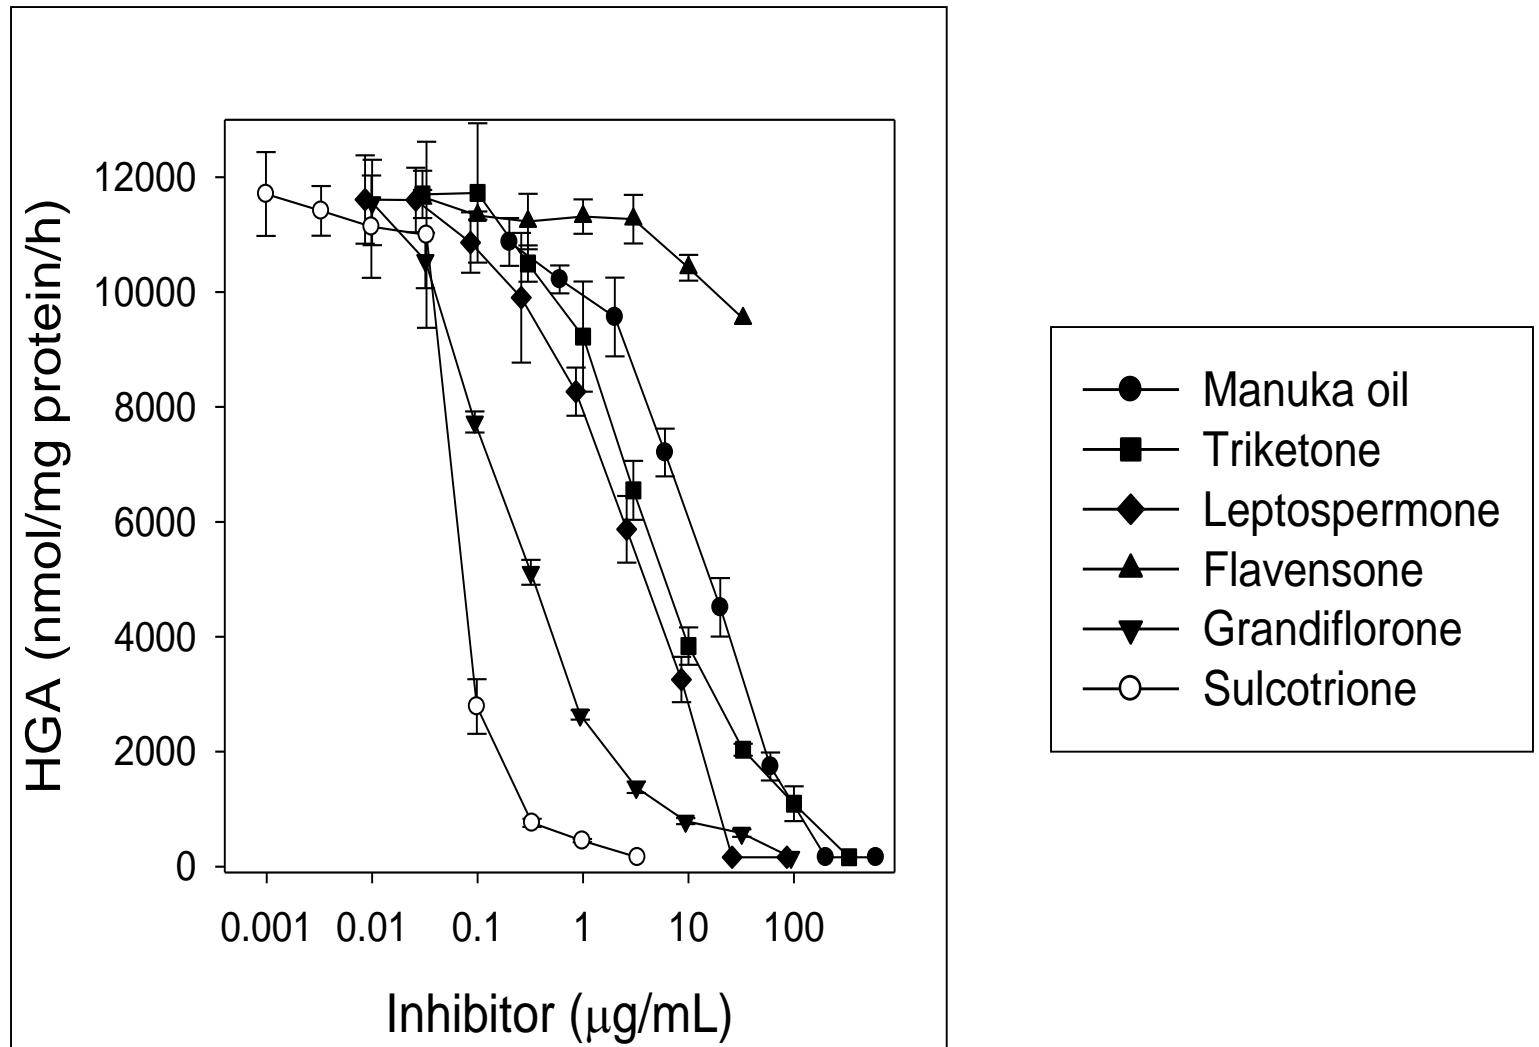 HGA (nmol/mg protein/h)
12000
10000
8000
6000
4000
2000
0
0.001 0.01 0.1 1 10 100
Inhibitor (μg/mL)
Manuka oil
Triketone
Leptospermone
Flavensone
Grandiflorone
Sulcotrione